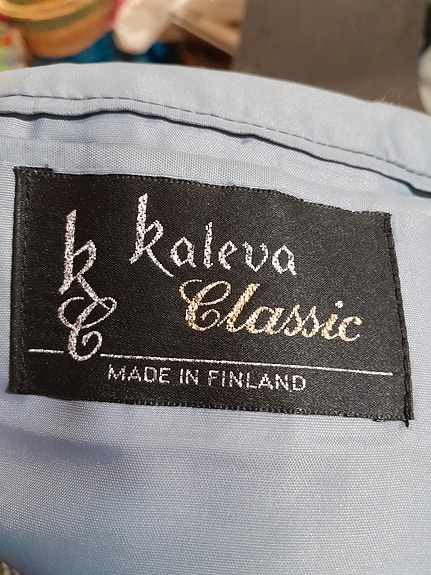 kc
kaleva
Classic
MADE IN FINLAND